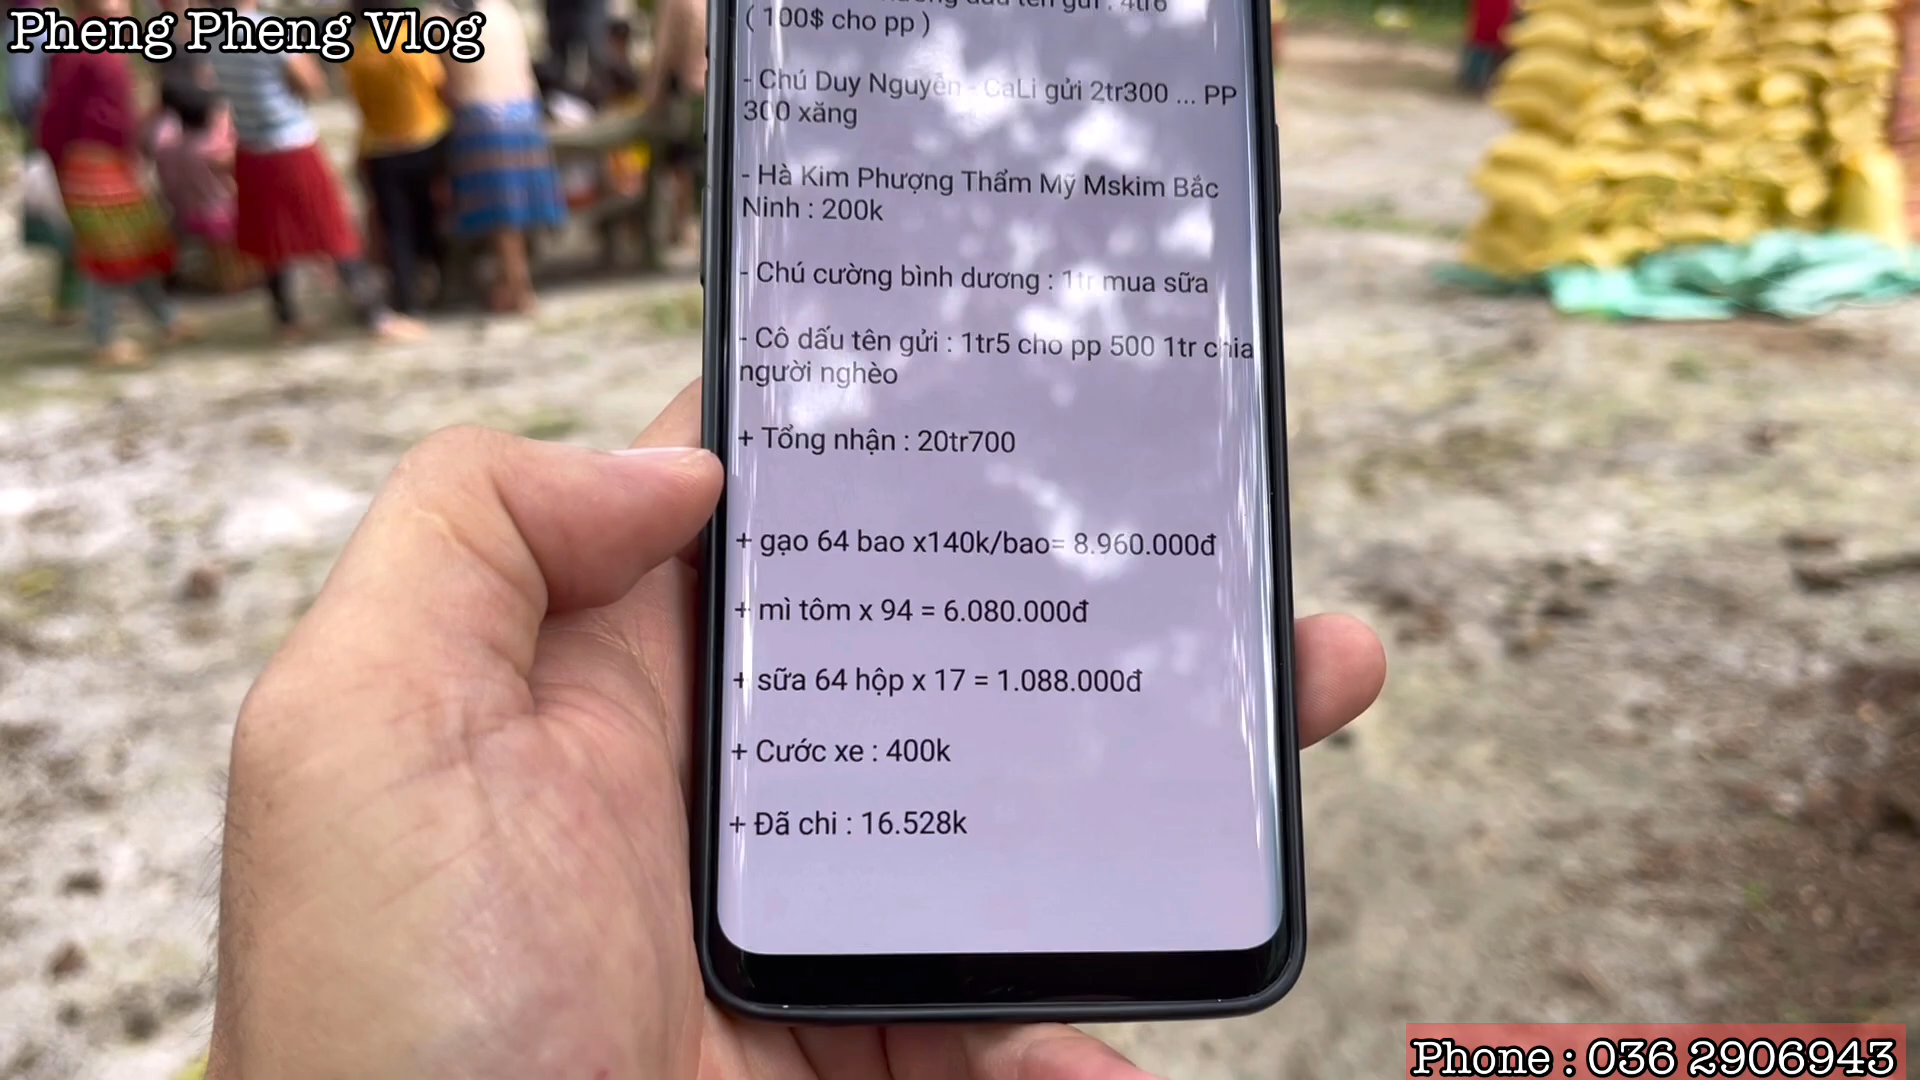 Pheng Pheng Vlog
( 100$ cho pp )
- Chú Duy Nguyễn - CaLi gửi 2tr300 ... PP
300 xăng
- Hà Kim Phượng Thẩm Mỹ Mskim Bắc
Ninh : 200k
- Chú cường bình dương : 1tr mua sữa
- Cô dấu tên gửi : 1tr5 cho pp 500 1tr chia
người nghèo
+ Tổng nhận : 20tr700
+ gạo 64 bao x140k/bao= 8.960.000đ
+ mì tôm x 94 = 6.080.000đ
+ sữa 64 hộp x 17 = 1.088.000đ
+ Cước xe : 400k
+ Đã chi : 16.528k
Phone : 036 2906943